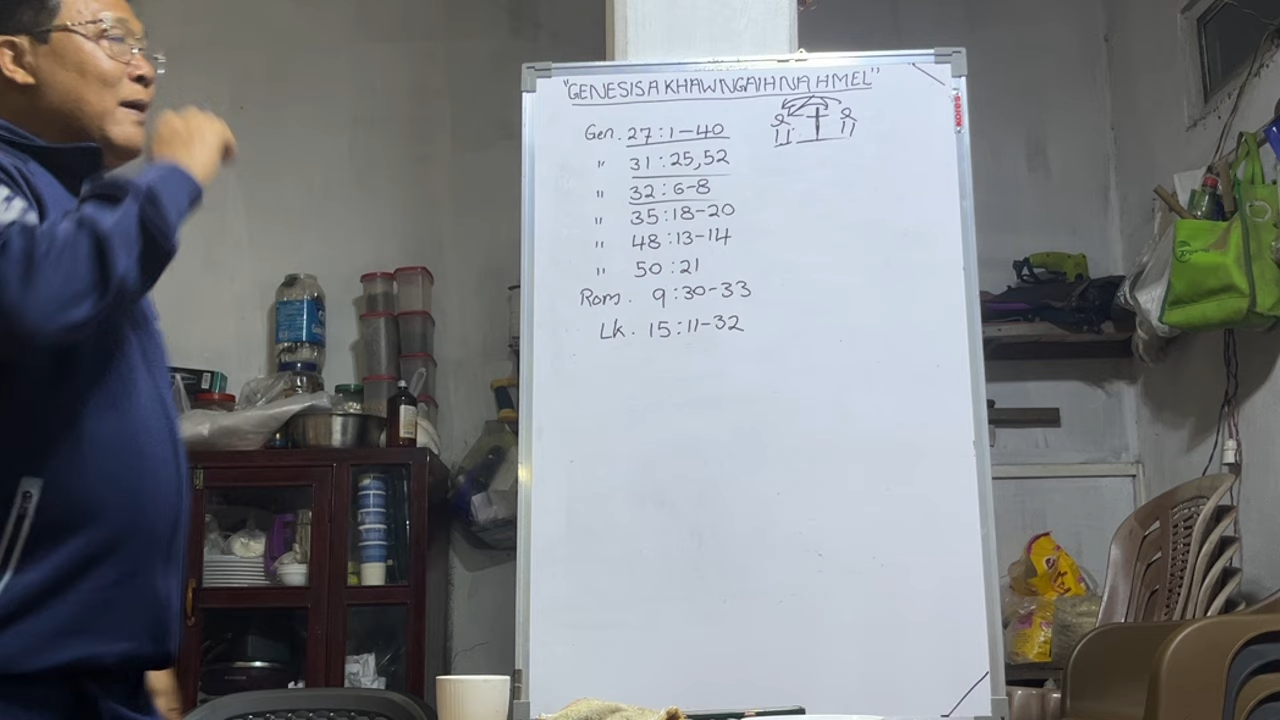 "GENESIS A KHAWNGAIHNA HMEL"
Gen. 27:1-40
" 31:25,52
" 32:6-8
" 35:18-20
" 48:13-14
" 50:21
Rom. 9:30-33
Lk. 15:11-32
kores